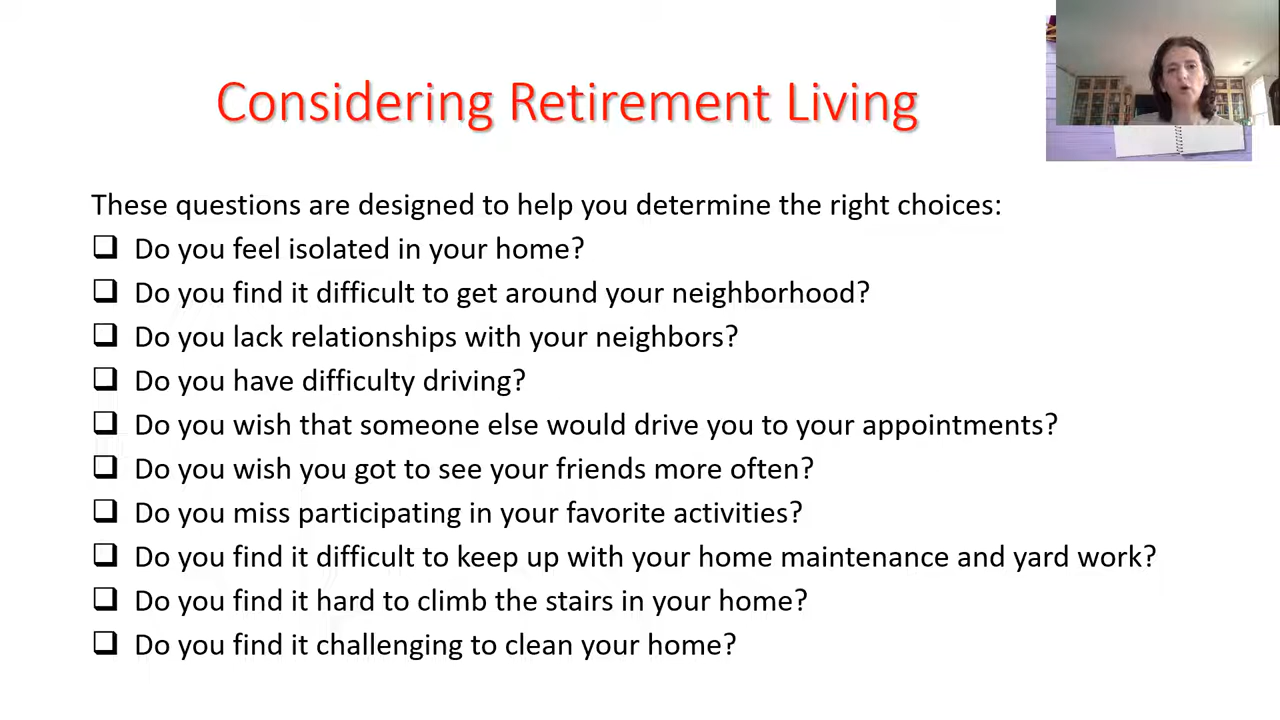 Considering Retirement Living
These questions are designed to help you determine the right choices:
❑ Do you feel isolated in your home?
❑ Do you find it difficult to get around your neighborhood?
❑ Do you lack relationships with your neighbors?
❑ Do you have difficulty driving?
❑ Do you wish that someone else would drive you to your appointments?
❑ Do you wish you got to see your friends more often?
❑ Do you miss participating in your favorite activities?
❑ Do you find it difficult to keep up with your home maintenance and yard work?
❑ Do you find it hard to climb the stairs in your home?
❑ Do you find it challenging to clean your home?